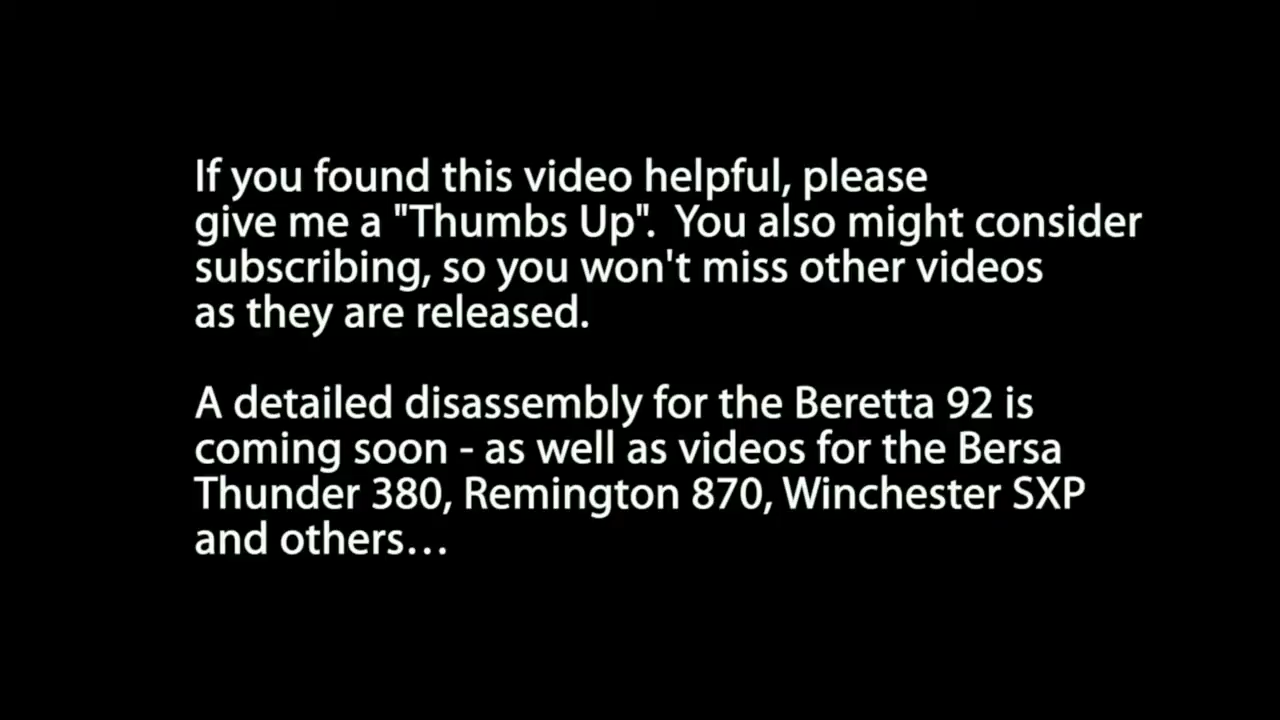 If you found this video helpful, please
give me a "Thumbs Up".  You also might consider
subscribing, so you won't miss other videos
as they are released.
A detailed disassembly for the Beretta 92 is
coming soon - as well as videos for the Bersa
Thunder 380, Remington 870, Winchester SXP
and others…